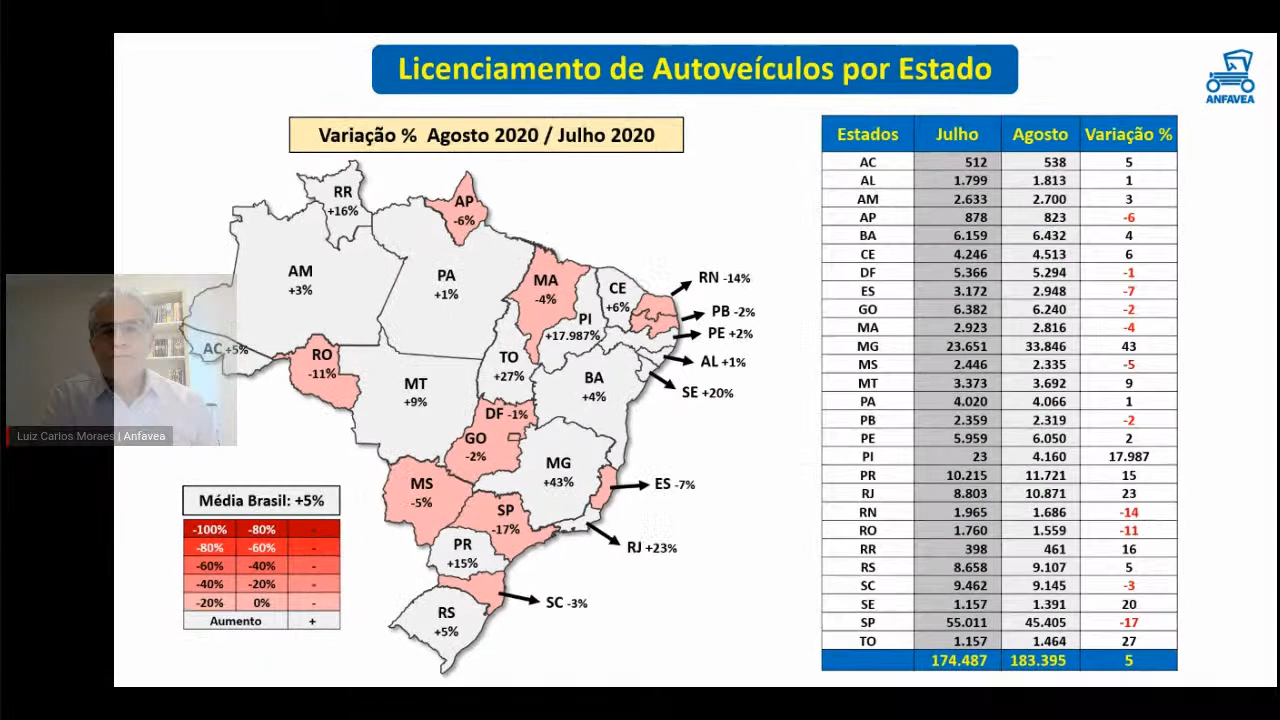 Licenciamento de Autoveículos por Estado
ANFAVEA
Variação % Agosto 2020 / Julho 2020
RR
+16%
AP
-6%
AM
+3%
PA
+1%
MA
-4%
CE
+6%
RN -14%
PB -2%
PE +2%
AL +1%
SE +20%
PI
+17.987%
AC +5%
RO
-11%
TO
+27%
MT
+9%
BA
+4%
DF -1%
GO
-2%
MG
+43%
ES -7%
MS
-5%
SP
-17%
RJ +23%
PR
+15%
SC -3%
RS
+5%
Luiz Carlos Moraes | Anfavea
Média Brasil: +5%
-100% -80% -
-80% -60% -
-60% -40% -
-40% -20% -
-20% 0% -
Aumento +
Estados Julho Agosto Variação %
AC 512 538 5
AL 1.799 1.813 1
AM 2.633 2.700 3
AP 878 823 -6
BA 6.159 6.432 4
CE 4.246 4.513 6
DF 5.366 5.294 -1
ES 3.172 2.948 -7
GO 6.382 6.240 -2
MA 2.923 2.816 -4
MG 23.651 33.846 43
MS 2.446 2.335 -5
MT 3.373 3.692 9
PA 4.020 4.066 1
PB 2.359 2.319 -2
PE 5.959 6.050 2
PI 23 4.160 17.987
PR 10.215 11.721 15
RJ 8.803 10.871 23
RN 1.965 1.686 -14
RO 1.760 1.559 -11
RR 398 461 16
RS 8.658 9.107 5
SC 9.462 9.145 -3
SE 1.157 1.391 20
SP 55.011 45.405 -17
TO 1.157 1.464 27
174.487 183.395 5